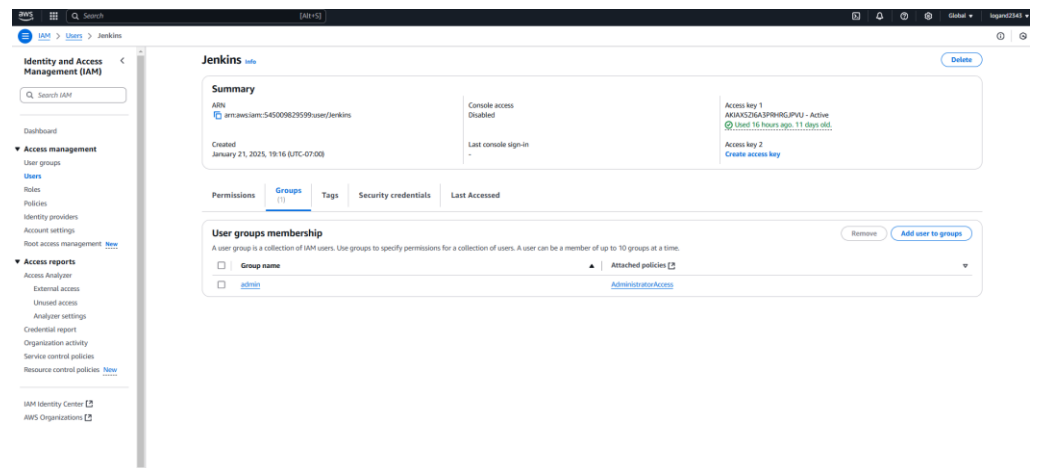 aws
Search
[Alt+S]
Global
logand2543
IAM > Users > Jenkins
Identity and Access Management (IAM)
Search IAM
Dashboard
Access management
User groups
Users
Roles
Policies
Identity providers
Account settings
Root access management New
Access reports
Access Analyzer
External access
Unused access
Analyzer settings
Credential report
Organization activity
Service control policies
Resource control policies New
IAM Identity Center
AWS Organizations
Jenkins Info
Delete
Summary
ARN
arn:aws:iam::545009829599:user/Jenkins
Console access
Disabled
Access key 1
AKIAX5ZI6A3PRHRGJPVU - Active
Used 16 hours ago. 11 days old.
Created
January 21, 2025, 19:16 (UTC-07:00)
Last console sign-in
-
Access key 2
Create access key
Permissions
Groups (1)
Tags
Security credentials
Last Accessed
User groups membership
Remove
Add user to groups
A user group is a collection of IAM users. Use groups to specify permissions for a collection of users. A user can be a member of up to 10 groups at a time.
Group name
Attached policies
admin
AdministratorAccess